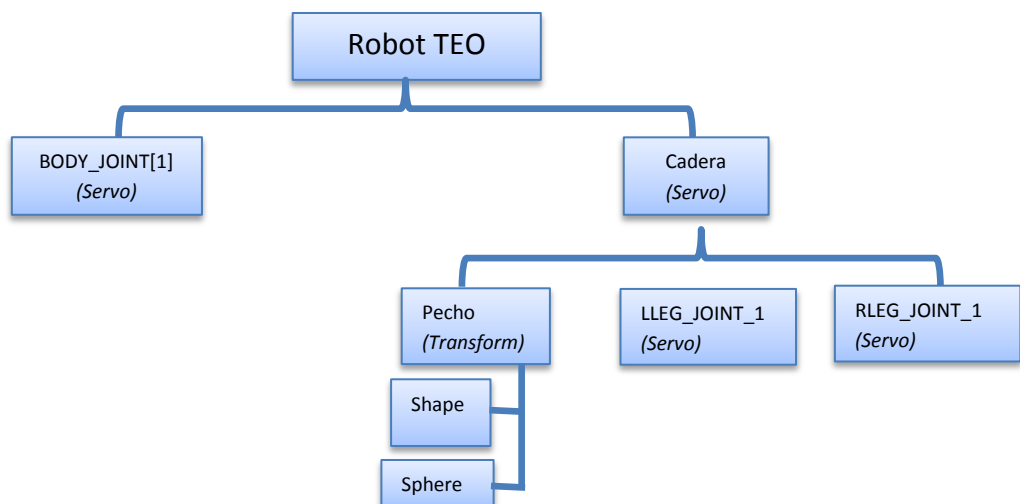 Robot TEO
BODY_JOINT[1]
(Servo)
Cadera
(Servo)
Pecho
(Transform)
LLEG_JOINT_1
(Servo)
RLEG_JOINT_1
(Servo)
Shape
Sphere